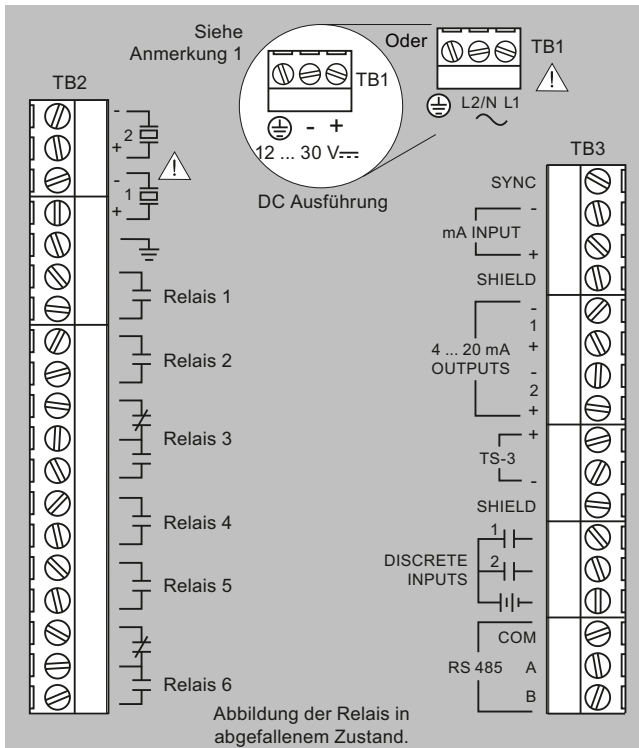 Siehe
Anmerkung 1
Oder
TB1
TB1
L2/N L1
- +
12 ... 30 V
DC Ausführung
TB2
-
2
+
-
1
+
Relais 1
Relais 2
Relais 3
Relais 4
Relais 5
Relais 6
TB3
SYNC
-
mA INPUT
+
SHIELD
-
1
+
4 ... 20 mA
OUTPUTS
-
2
+
+
TS-3
-
SHIELD
1
DISCRETE
INPUTS
2
COM
RS 485 A
B
Abbildung der Relais in
abgefallenem Zustand.